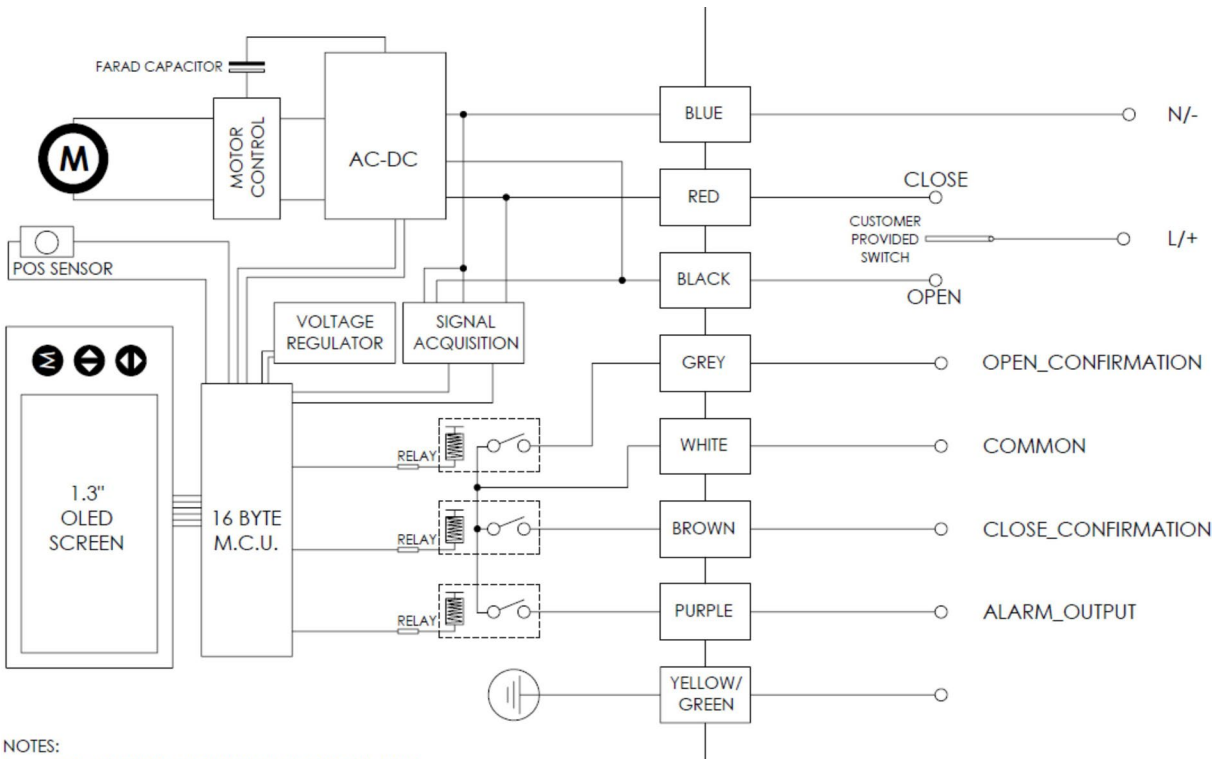 FARAD CAPACITOR
M
MOTOR
CONTROL
AC-DC
POS SENSOR
VOLTAGE
REGULATOR
SIGNAL
ACQUISITION
M
1.3"
OLED
SCREEN
16 BYTE
M.C.U.
RELAY
RELAY
RELAY
BLUE
N/-
RED
CLOSE
CUSTOMER
PROVIDED
SWITCH
L/+
BLACK
OPEN
GREY
OPEN_CONFIRMATION
WHITE
COMMON
BROWN
CLOSE_CONFIRMATION
PURPLE
ALARM_OUTPUT
YELLOW/
GREEN
NOTES: